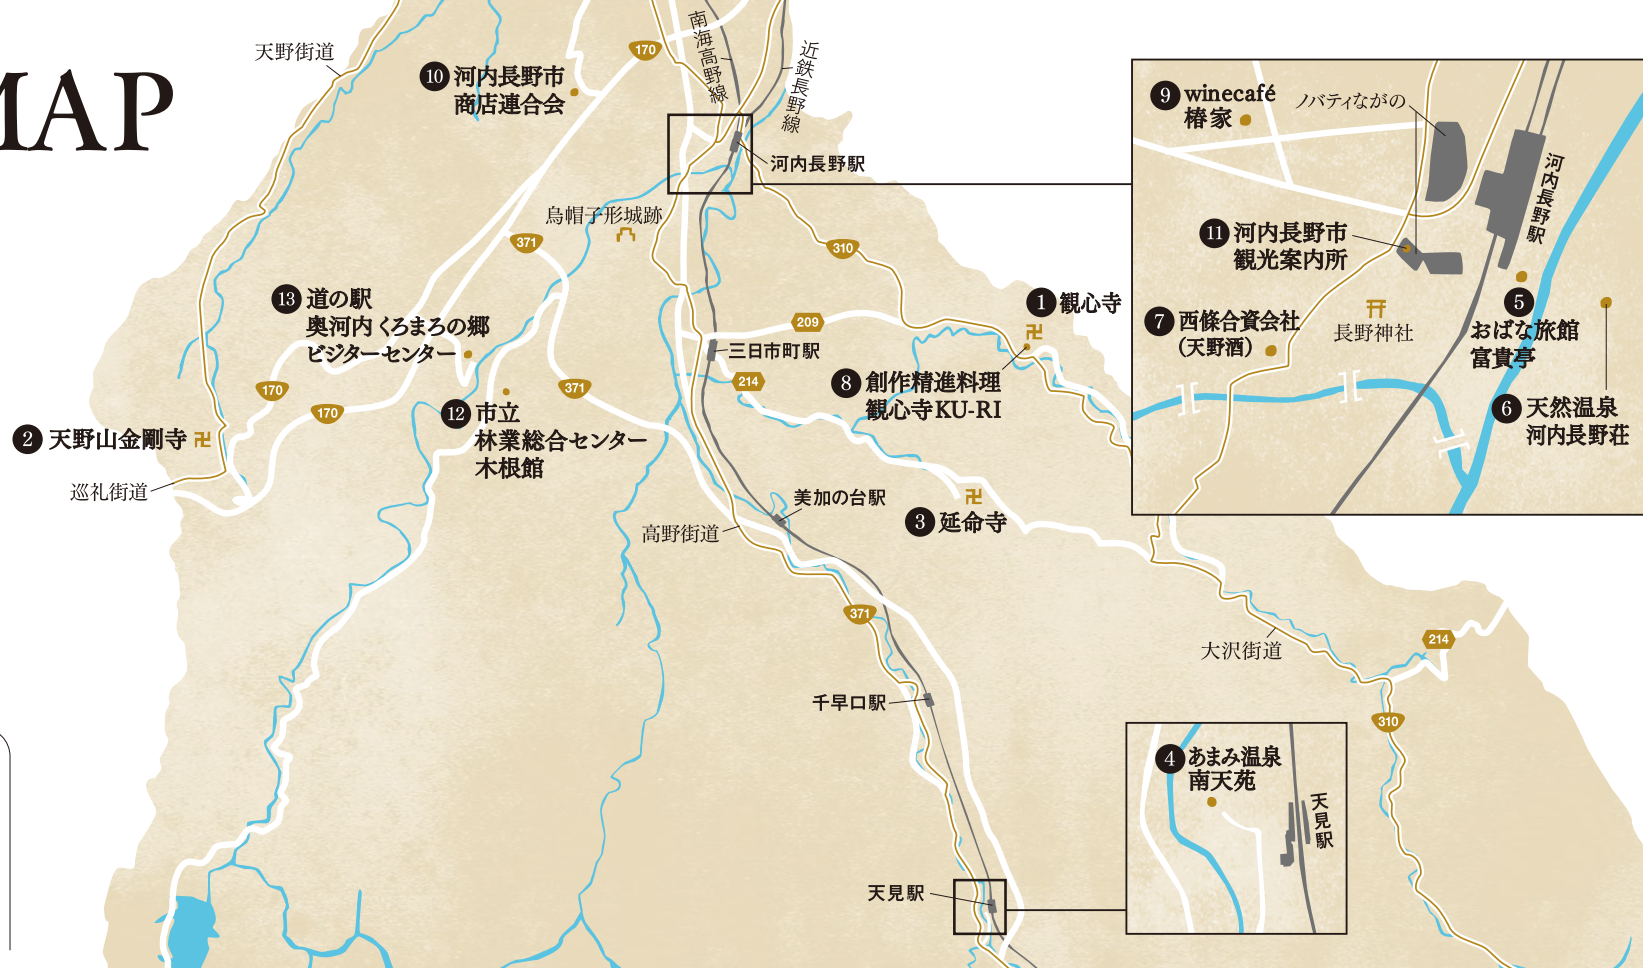 MAP
天野街道
170
南海高野線
近鉄長野線
10 河内長野市
商店連合会
河内長野駅
烏帽子形城跡
371
310
13 道の駅
奥河内 くろまろの郷
ビジターセンター
209
三日市町駅
214
1 観心寺
8 創作精進料理
観心寺KU-RI
170
170
371
2 天野山金剛寺
12 市立
林業総合センター
木根館
巡礼街道
高野街道
美加の台駅
3 延命寺
371
千早口駅
天見駅
大沢街道
214
310
9 winecafé
椿家
ノバティながの
河内長野駅
11 河内長野市
観光案内所
7 西條合資会社
(天野酒)
長野神社
5
おばな旅館
富貴亭
6 天然温泉
河内長野荘
4 あまみ温泉
南天苑
天見駅